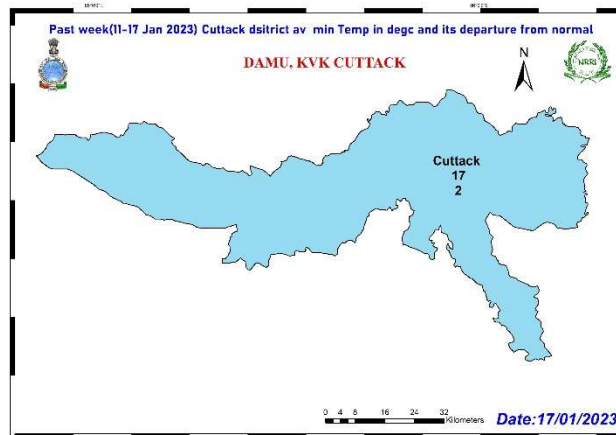 Past week(11-17 Jan 2023) Cuttack dsitrict av min Temp in degc and its departure from normal
DAMU, KVK CUTTACK
N
NRRI
Cuttack
17
2
0 4 8 16 24 32
Kilometers
Date:17/01/2023